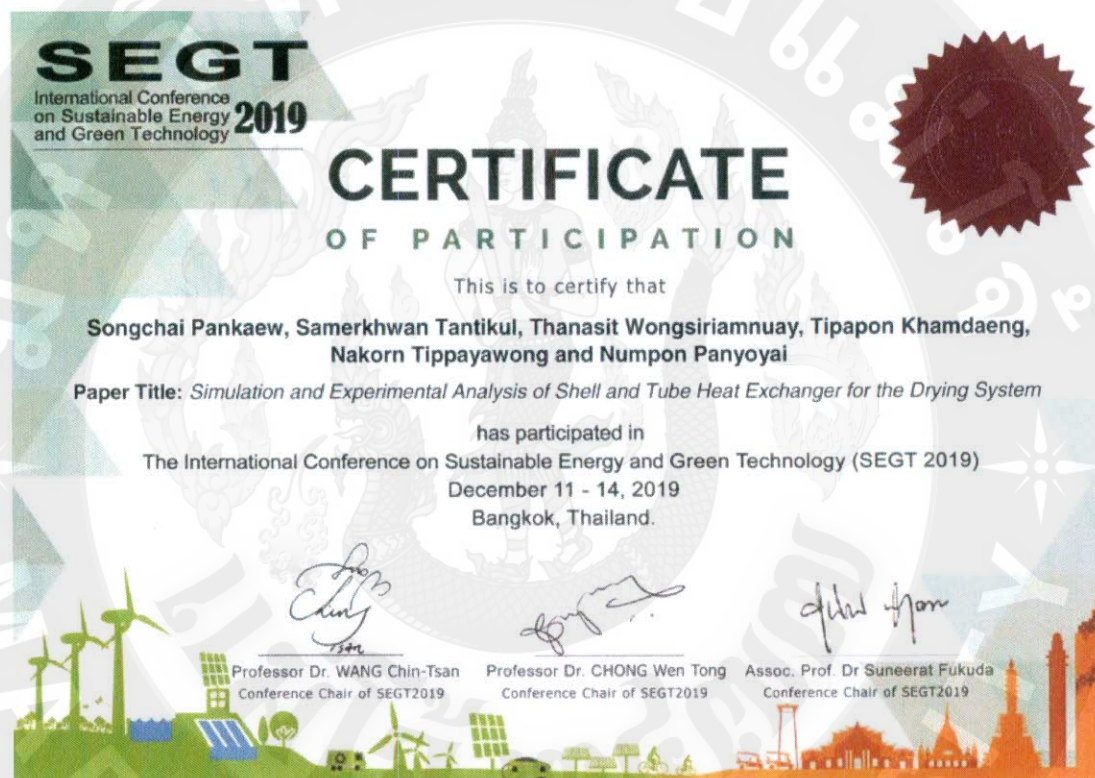 SEGT
International Conference
on Sustainable Energy
and Green Technology 2019
CERTIFICATE
OF PARTICIPATION
This is to certify that
Songchai Pankaew, Samerkhwan Tantikul, Thanasit Wongsiriamnuay, Tipapon Khamdaeng,
Nakorn Tippayawong and Numpon Panyoyai
Paper Title: Simulation and Experimental Analysis of Shell and Tube Heat Exchanger for the Drying System
has participated in
The International Conference on Sustainable Energy and Green Technology (SEGT 2019)
December 11 - 14, 2019
Bangkok, Thailand.
Professor Dr. WANG Chin-Tsan
Conference Chair of SEGT2019
Professor Dr. CHONG Wen Tong
Conference Chair of SEGT2019
Assoc. Prof. Dr Suneerat Fukuda
Conference Chair of SEGT2019